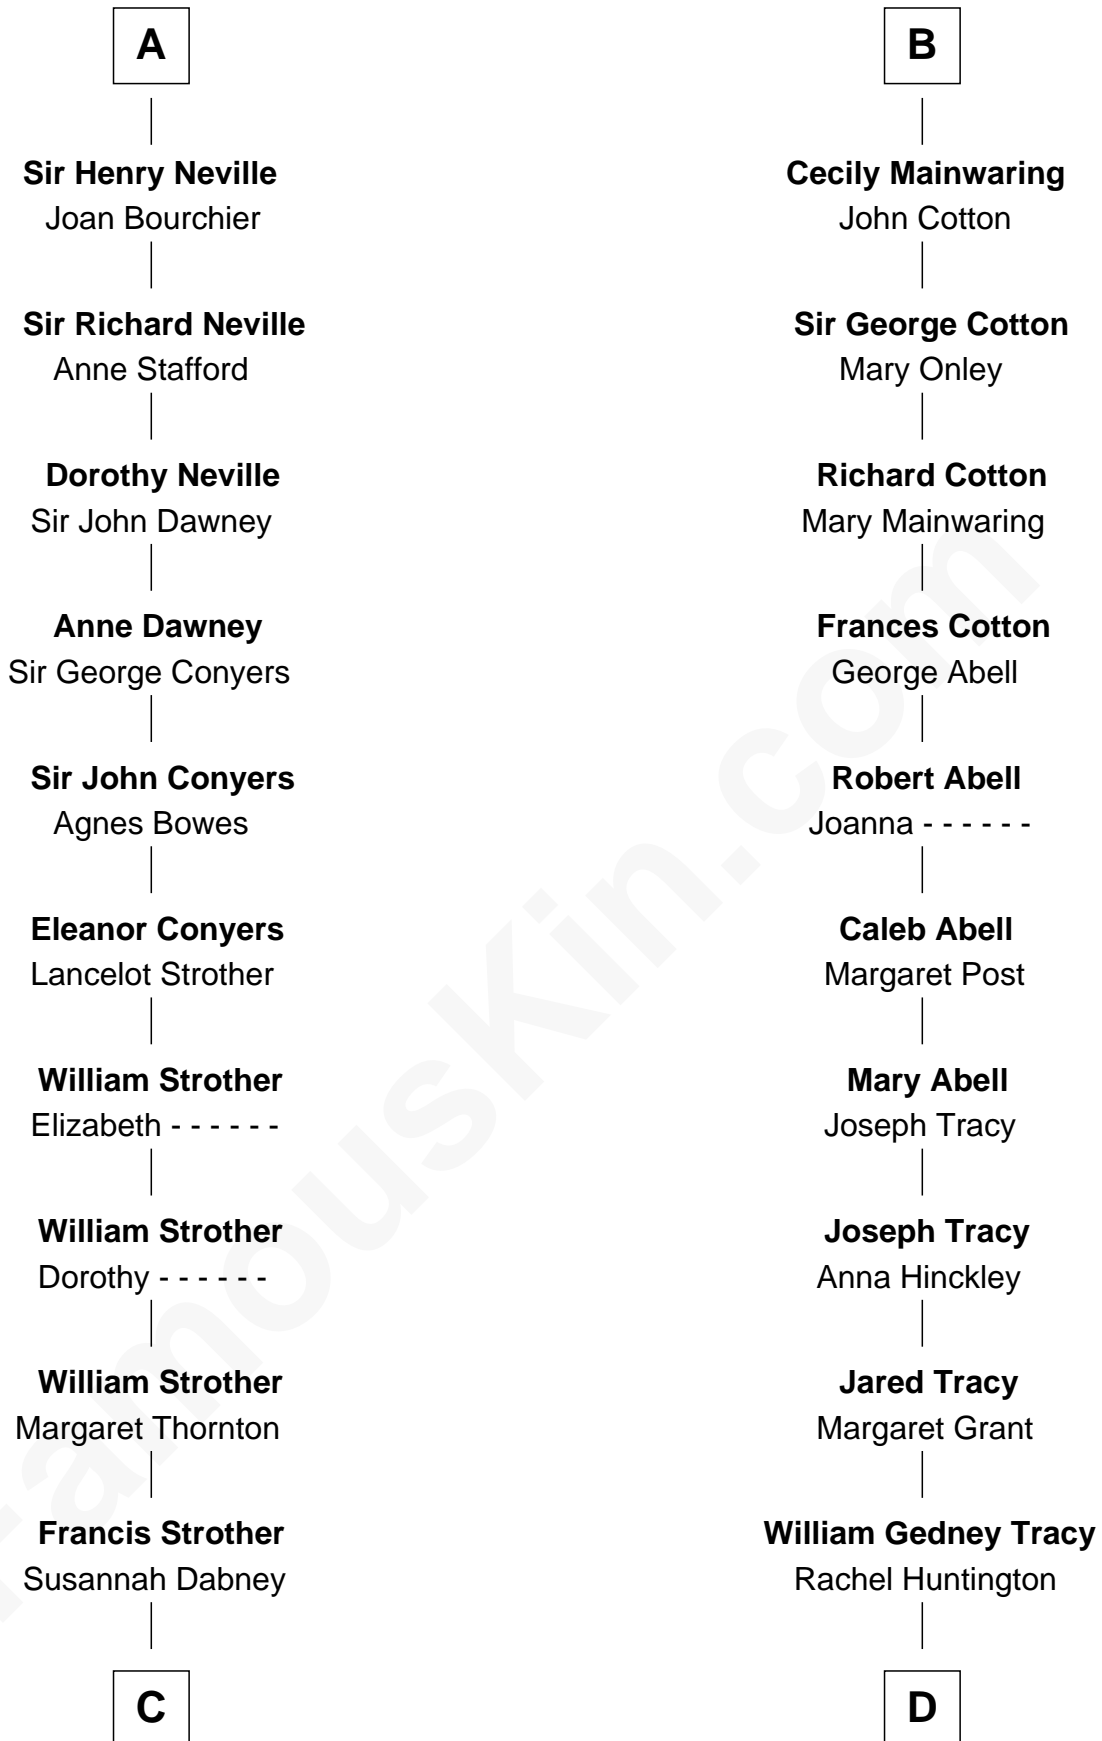 A
Sir Henry Neville
Joan Bourchier
Sir Richard Neville
Anne Stafford
Dorothy Neville
Sir John Dawney
Anne Dawney
Sir George Conyers
Sir John Conyers
Agnes Bowes
Eleanor Conyers
Lancelot Strother
William Strother
Elizabeth - - - - - -
William Strother
Dorothy - - - - - -
William Strother
Margaret Thornton
Francis Strother
Susannah Dabney
C
B
Cecily Mainwaring
John Cotton
Sir George Cotton
Mary Onley
Richard Cotton
Mary Mainwaring
Frances Cotton
George Abell
Robert Abell
Joanna - - - - - -
Caleb Abell
Margaret Post
Mary Abell
Joseph Tracy
Joseph Tracy
Anna Hinckley
Jared Tracy
Margaret Grant
William Gedney Tracy
Rachel Huntington
D
FamousKin.com